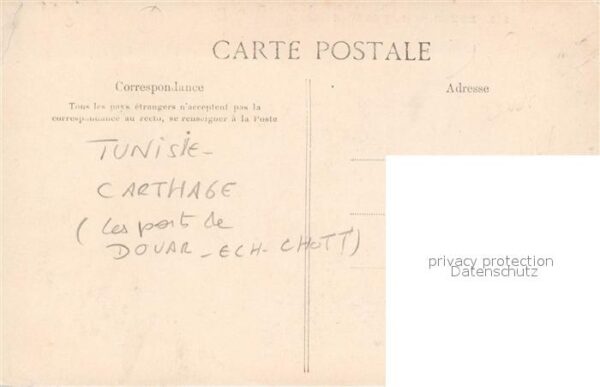 CARTE POSTALE
Correspondance
Tous les pays étrangers n'acceptent pas la
correspondance au recto, se renseigner à la Poste
Adresse
TUNISIE-
CARTHAGE
(les ports de
DOUAR-ECH-CHOTT)
privacy protection
Datenschutz